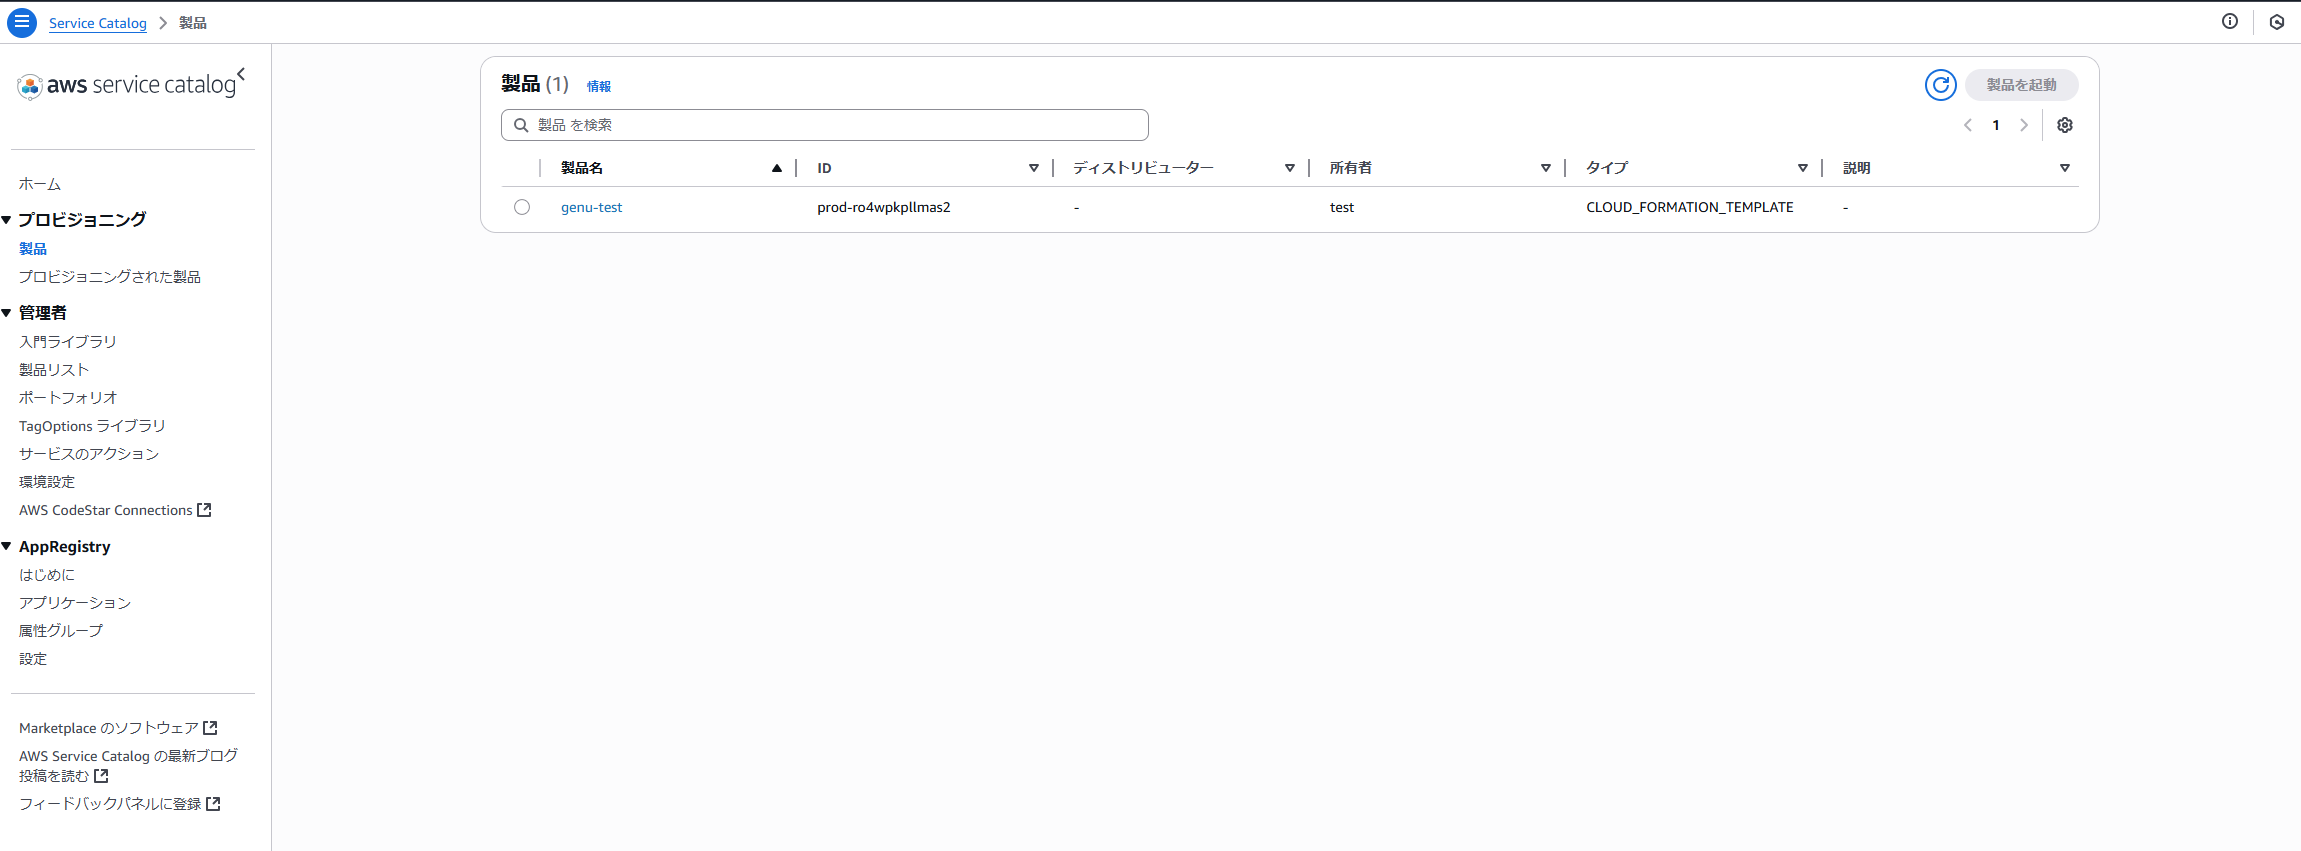 Service Catalog > 製品
aws service catalog
ホーム
プロビジョニング
製品
プロビジョニングされた製品
管理者
入門ライブラリ
製品リスト
ポートフォリオ
TagOptions ライブラリ
サービスのアクション
環境設定
AWS CodeStar Connections
AppRegistry
はじめに
アプリケーション
属性グループ
設定
Marketplace のソフトウェア
AWS Service Catalog の最新ブログ
投稿を読む
フィードバックパネルに登録
製品 (1) 情報
製品を起動
製品 を検索
1
製品名 ID ディストリビューター 所有者 タイプ 説明
genu-test prod-ro4wpkpllmas2 - test CLOUD_FORMATION_TEMPLATE -